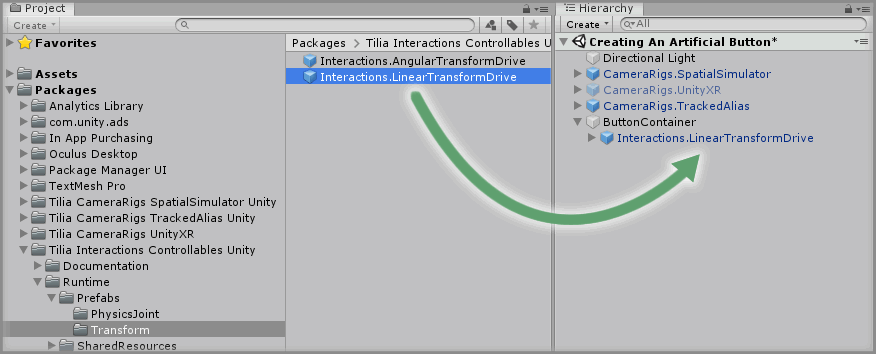 Project
Create
Favorites
Assets
Packages
Analytics Library
com.unity.ads
In App Purchasing
Oculus Desktop
Package Manager UI
TextMesh Pro
Tilia CameraRigs SpatialSimulator Unity
Tilia CameraRigs TrackedAlias Unity
Tilia CameraRigs UnityXR
Tilia Interactions Controllables Unity
Documentation
Runtime
Prefabs
PhysicsJoint
Transform
SharedResources
Packages > Tilia Interactions Controllables U
Interactions.AngularTransformDrive
Interactions.LinearTransformDrive
Hierarchy
Create All
Creating An Artificial Button*
Directional Light
CameraRigs.SpatialSimulator
CameraRigs.UnityXR
CameraRigs.TrackedAlias
ButtonContainer
Interactions.LinearTransformDrive